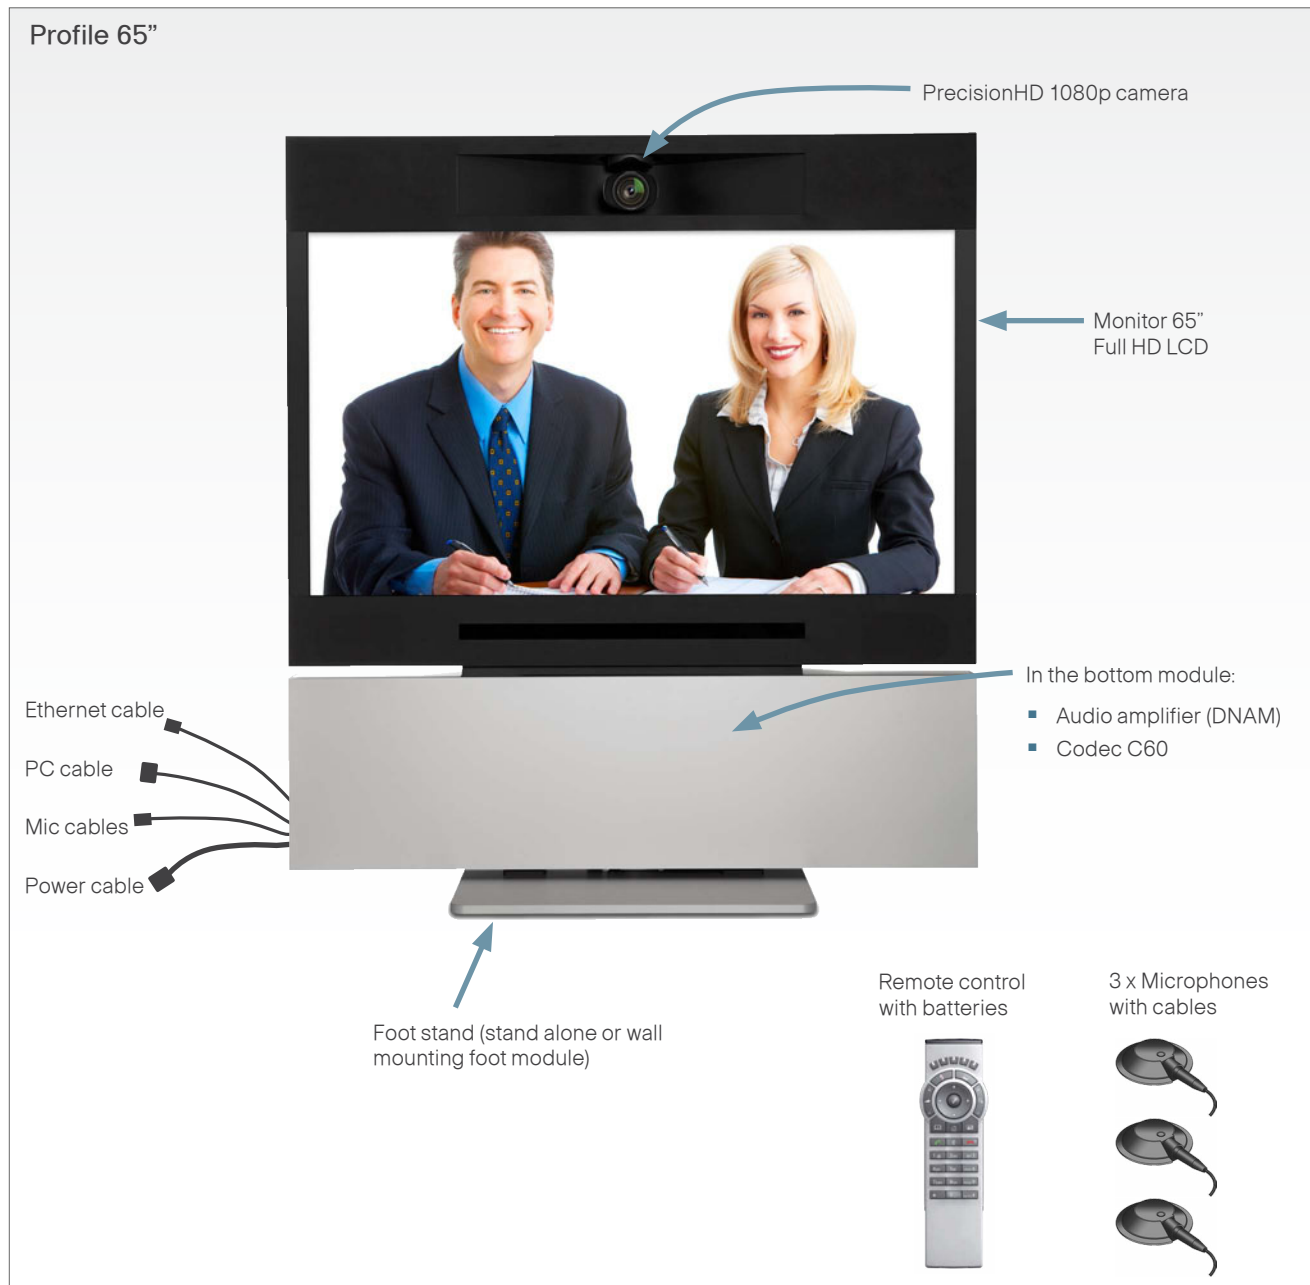 Profile 65”
PrecisionHD 1080p camera
Monitor 65”
Full HD LCD
In the bottom module:
▪ Audio amplifier (DNAM)
▪ Codec C60
Ethernet cable
PC cable
Mic cables
Power cable
Foot stand (stand alone or wall
mounting foot module)
Remote control
with batteries
3 x Microphones
with cables